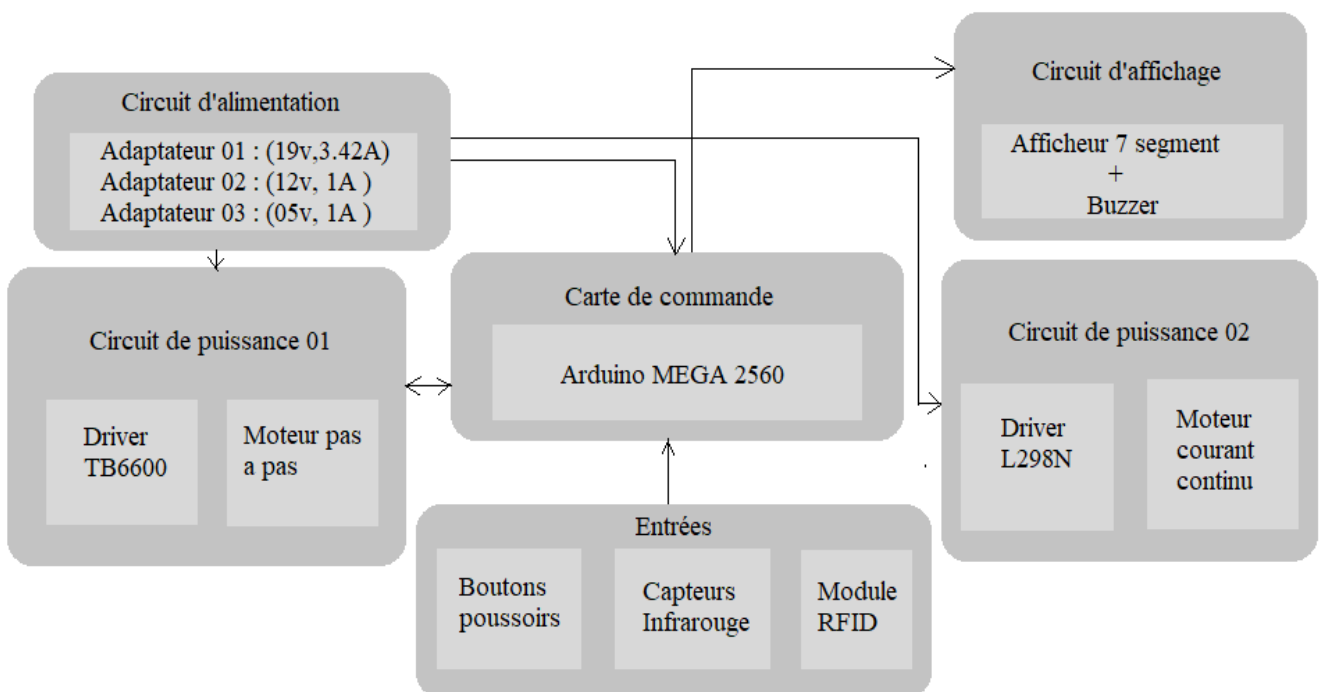 Circuit d'alimentation
Adaptateur 01 : (19v,3.42A)
Adaptateur 02 : (12v, 1A )
Adaptateur 03 : (05v, 1A )
Circuit d'affichage
Afficheur 7 segment
+
Buzzer
Circuit de puissance 01
Driver
TB6600
Moteur pas
a pas
Carte de commande
Arduino MEGA 2560
Circuit de puissance 02
Driver
L298N
Moteur
courant
continu
Entrées
Boutons
poussoirs
Capteurs
Infrarouge
Module
RFID